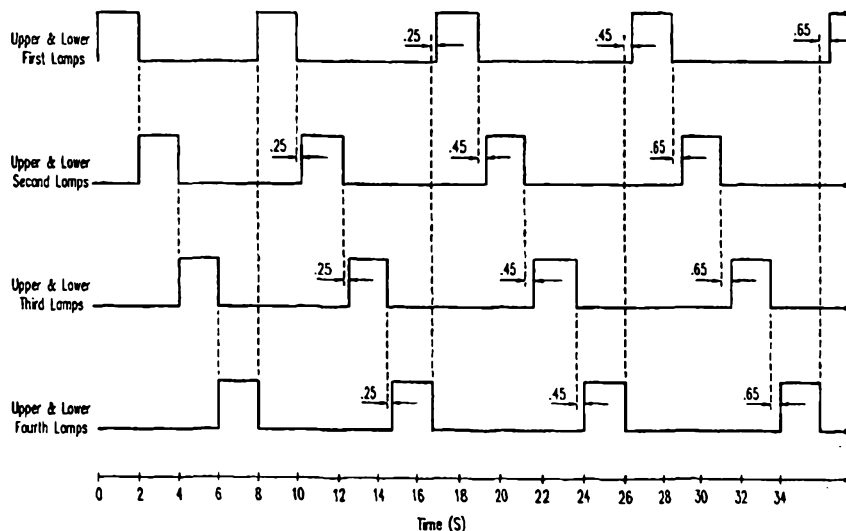 Upper & Lower
First Lamps
.25
.45
.65
Upper & Lower
Second Lamps
.25
.45
.65
Upper & Lower
Third Lamps
.25
.45
.65
Upper & Lower
Fourth Lamps
.25
.45
.65
0 2 4 6 8 10 12 14 16 18 20 22 24 26 28 30 32 34
Time (S)